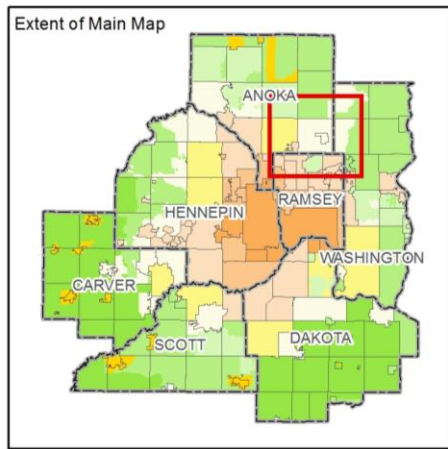 Extent of Main Map
ANOKA
HENNEPIN
RAMSEY
WASHINGTON
CARVER
SCOTT
DAKOTA